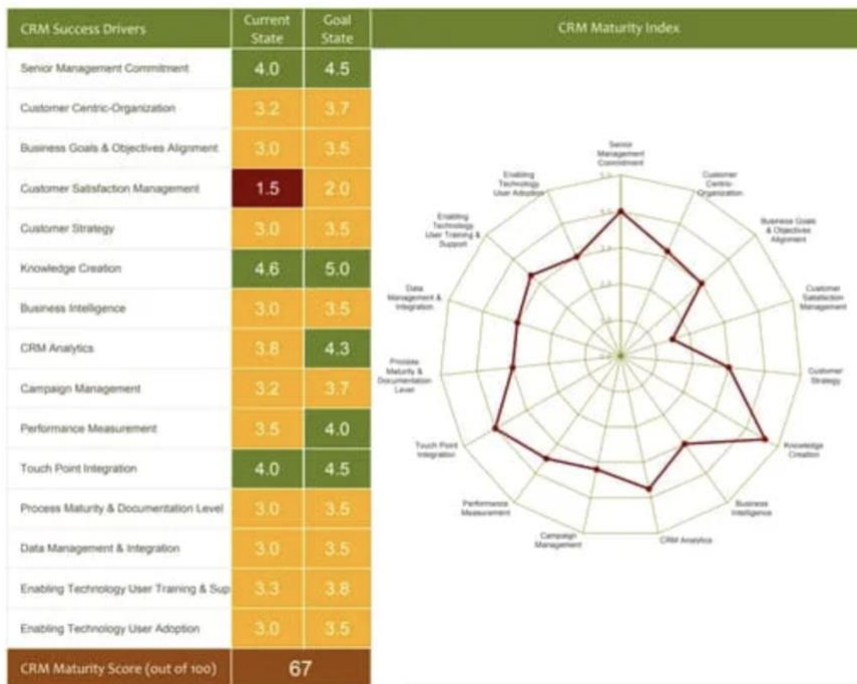 CRM Success Drivers
Current
State
Goal
State
CRM Maturity Index
Senior Management Commitment 4.0 4.5
Customer Centric-Organization 3.2 3.7
Business Goals & Objectives Alignment 3.0 3.5
Customer Satisfaction Management 1.5 2.0
Customer Strategy 3.0 3.5
Knowledge Creation 4.6 5.0
Business Intelligence 3.0 3.5
CRM Analytics 3.8 4.3
Campaign Management 3.2 3.7
Performance Measurement 3.5 4.0
Touch Point Integration 4.0 4.5
Process Maturity & Documentation Level 3.0 3.5
Data Management & Integration 3.0 3.5
Enabling Technology User Training & Sup 3.3 3.8
Enabling Technology User Adoption 3.0 3.5
CRM Maturity Score (out of 100) 67
Senior
Management
Commitment
Customer
Centric-
Organization
Business Goals
& Objectives
Alignment
Customer
Satisfaction
Management
Customer
Strategy
Knowledge
Creation
Business
Intelligence
CRM Analytics
Campaign
Management
Performance
Measurement
Touch Point
Integration
Process
Maturity &
Documentation
Level
Data
Management &
Integration
Enabling
Technology
User Training &
Support
Enabling
Technology
User Adoption